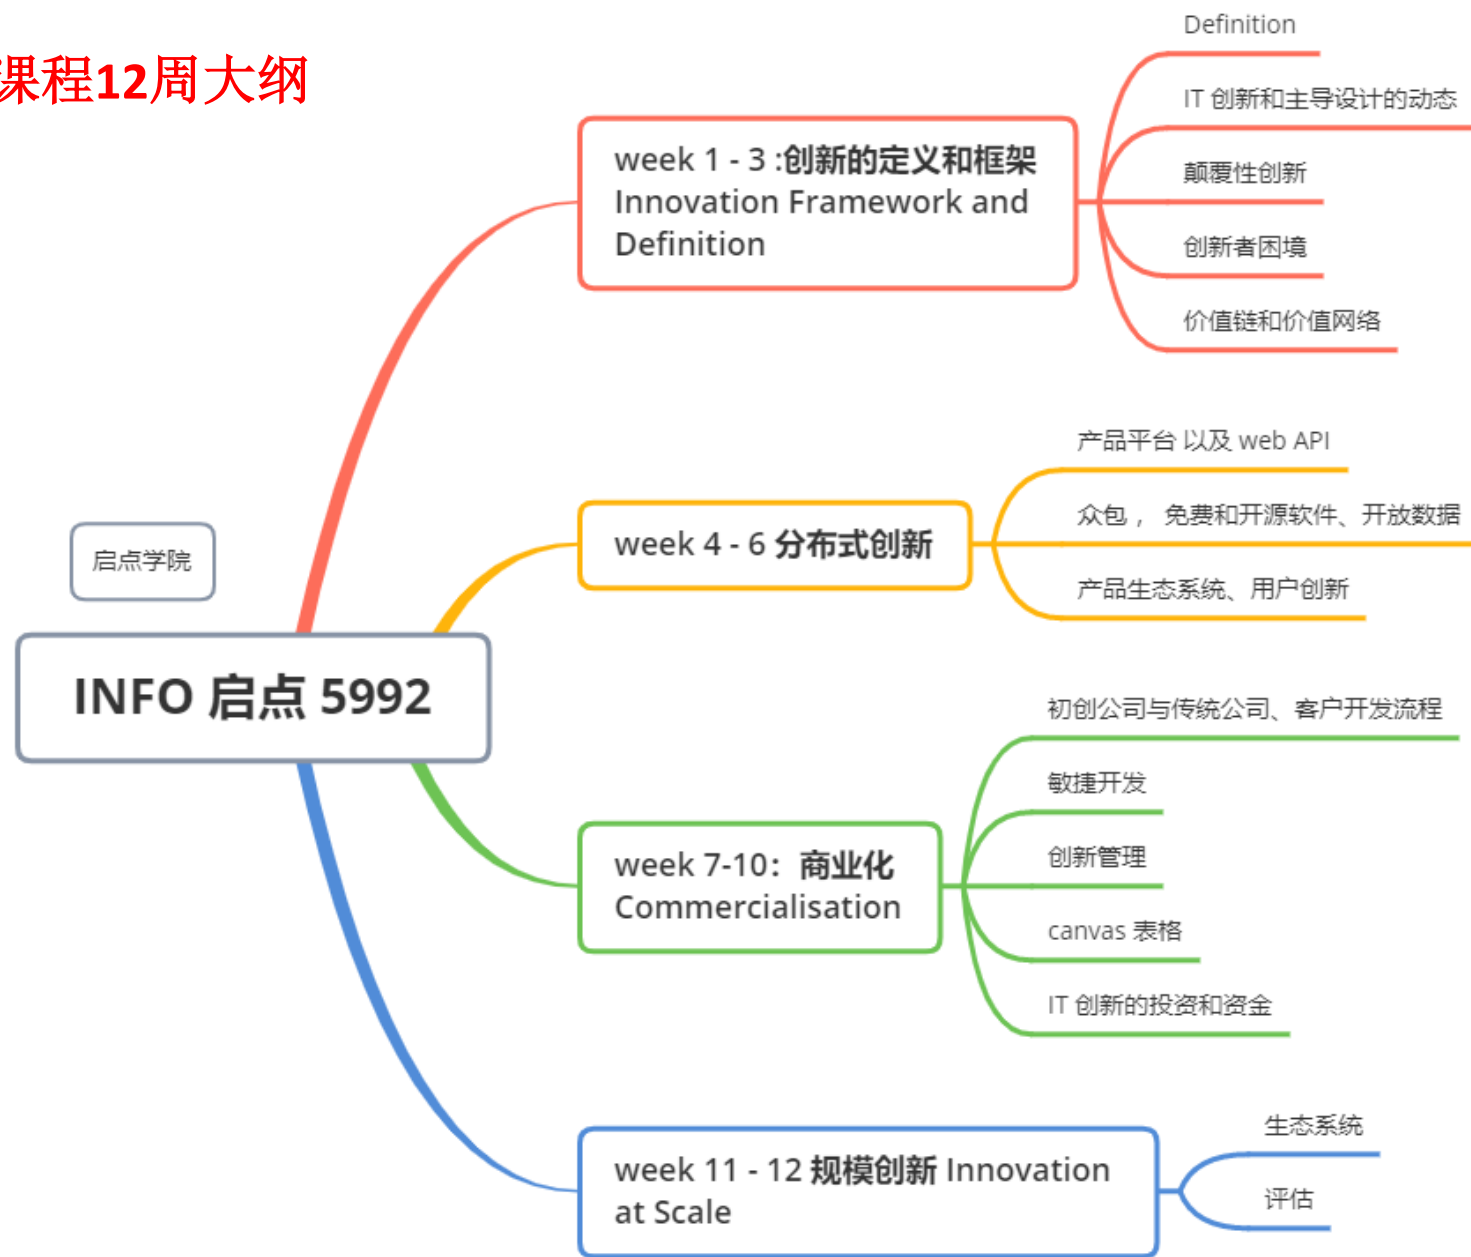 课程12周大纲
week 1 - 3 :创新的定义和框架
Innovation Framework and
Definition
Definition
IT 创新和主导设计的动态
颠覆性创新
创新者困境
价值链和价值网络
week 4 - 6 分布式创新
产品平台 以及 web API
众包 ， 免费和开源软件、开放数据
产品生态系统、用户创新
启点学院
INFO 启点 5992
week 7-10：商业化
Commercialisation
初创公司与传统公司、客户开发流程
敏捷开发
创新管理
canvas 表格
IT 创新的投资和资金
week 11 - 12 规模创新 Innovation
at Scale
生态系统
评估